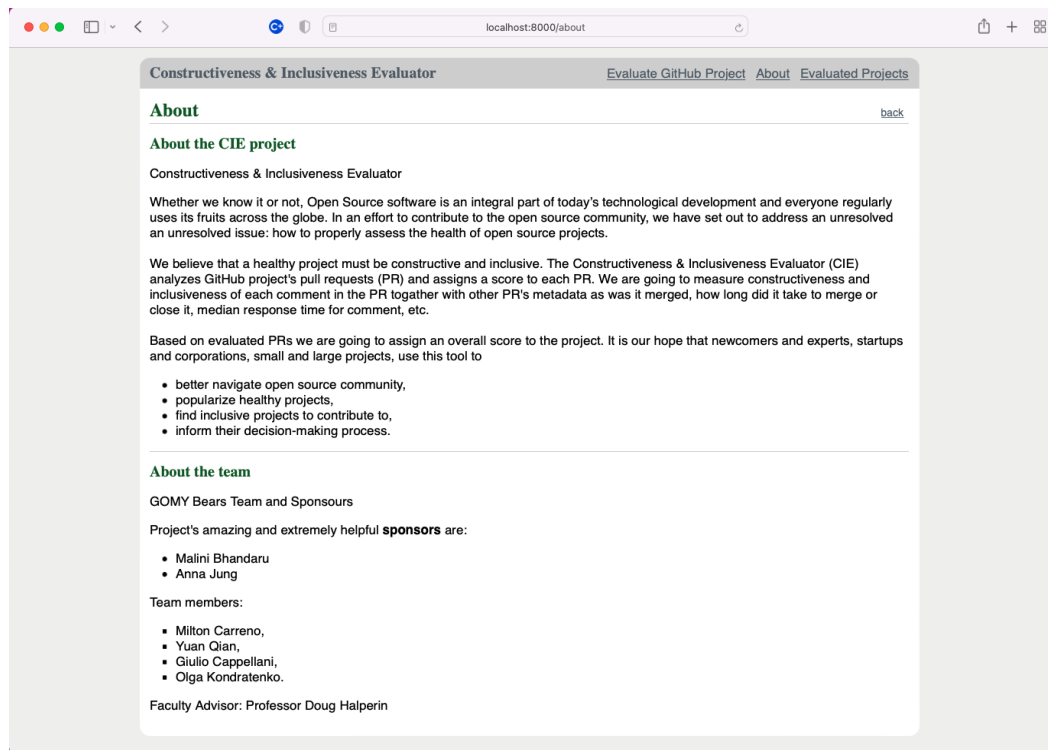 localhost:8000/about
Constructiveness & Inclusiveness Evaluator
Evaluate GitHub Project About Evaluated Projects
About
back
About the CIE project
Constructiveness & Inclusiveness Evaluator
Whether we know it or not, Open Source software is an integral part of today’s technological development and everyone regularly
uses its fruits across the globe. In an effort to contribute to the open source community, we have set out to address an unresolved
an unresolved issue: how to properly assess the health of open source projects.
We believe that a healthy project must be constructive and inclusive. The Constructiveness & Inclusiveness Evaluator (CIE)
analyzes GitHub project's pull requests (PR) and assigns a score to each PR. We are going to measure constructiveness and
inclusiveness of each comment in the PR togather with other PR's metadata as was it merged, how long did it take to merge or
close it, median response time for comment, etc.
Based on evaluated PRs we are going to assign an overall score to the project. It is our hope that newcomers and experts, startups
and corporations, small and large projects, use this tool to
• better navigate open source community,
• popularize healthy projects,
• find inclusive projects to contribute to,
• inform their decision-making process.
About the team
GOMY Bears Team and Sponsours
Project's amazing and extremely helpful sponsors are:
• Malini Bhandaru
• Anna Jung
Team members:
▪ Milton Carreno,
▪ Yuan Qian,
▪ Giulio Cappellani,
▪ Olga Kondratenko.
Faculty Advisor: Professor Doug Halperin